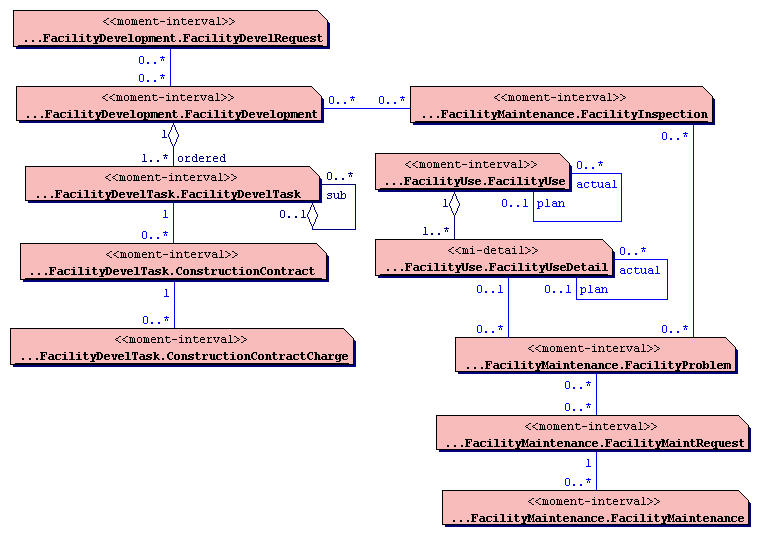 <<moment-interval>>
...FacilityDevelopment.FacilityDevelRequest
0..*
0..*
<<moment-interval>>
...FacilityDevelopment.FacilityDevelopment
0..* 0..*
<<moment-interval>>
...FacilityMaintenance.FacilityInspection
1
0..*
1..* ordered
<<moment-interval>>
...FacilityDevelTask.FacilityDevelTask
0..*
sub
0..1
<<moment-interval>>
...FacilityUse.FacilityUse
0..*
actual
0..1 plan
1
0..*
1
1..*
<<moment-interval>>
...FacilityDevelTask.ConstructionContract
<<mi-detail>>
...FacilityUse.FacilityUseDetail
0..*
actual
0..1 plan
1
0..*
0..1
0..*
0..*
<<moment-interval>>
...FacilityDevelTask.ConstructionContractCharge
<<moment-interval>>
...FacilityMaintenance.FacilityProblem
0..*
0..*
<<moment-interval>>
...FacilityMaintenance.FacilityMaintRequest
1
0..*
<<moment-interval>>
...FacilityMaintenance.FacilityMaintenance